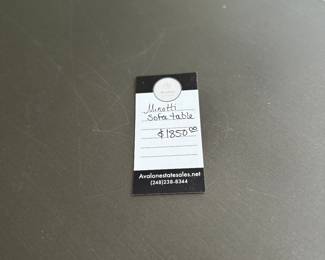 Minotti
Sofa table
$1850.00
Avalonestatesales.net
(248)238-8344